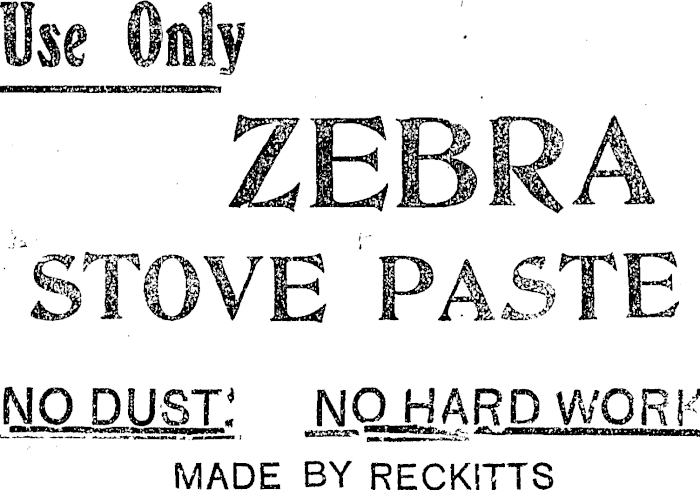 Use Only
ZEBRA
STOVE PASTE
NO DUST! NO HARD WORK
MADE BY RECKITTS